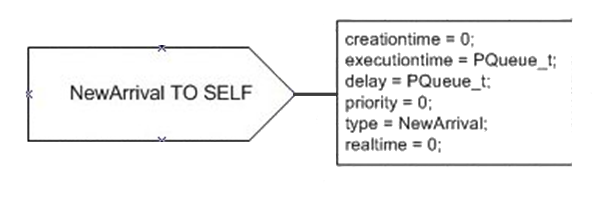 NewArrival TO SELF
creationtime = 0;
executiontime = PQueue_t;
delay = PQueue_t;
priority = 0;
type = NewArrival;
realtime = 0;